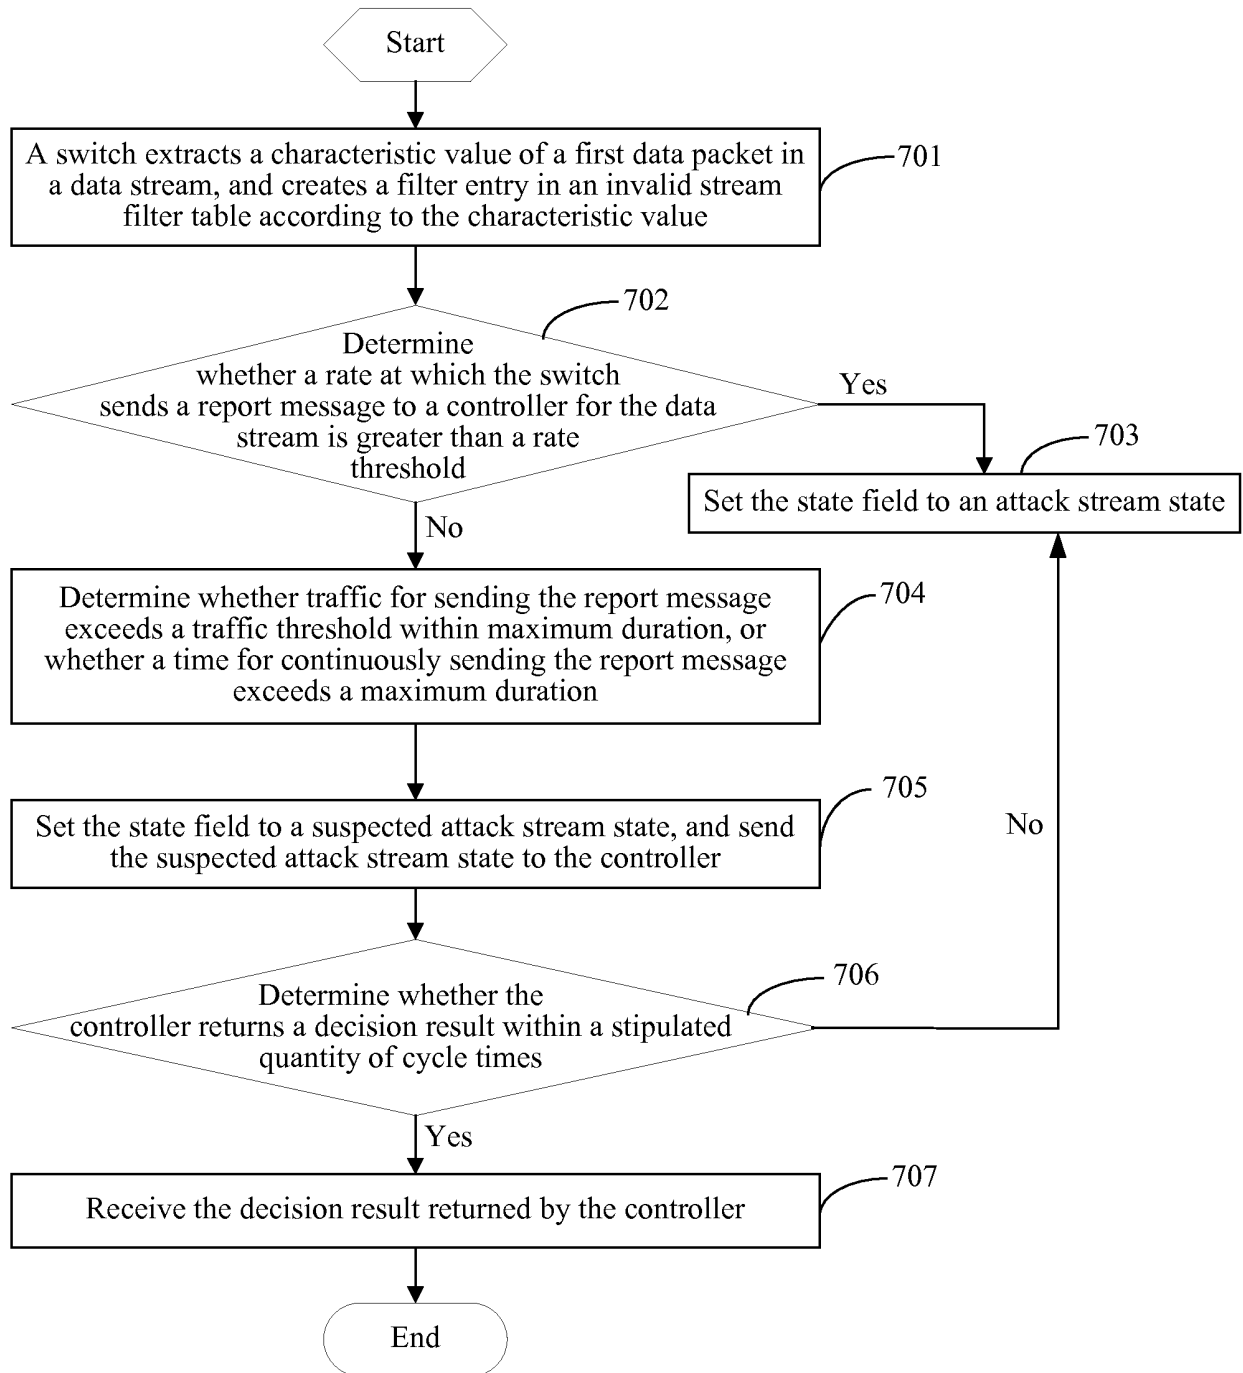 Start
A switch extracts a characteristic value of a first data packet in
a data stream, and creates a filter entry in an invalid stream
filter table according to the characteristic value
701
702
Determine
whether a rate at which the switch
sends a report message to a controller for the data
stream is greater than a rate
threshold
Yes
703
Set the state field to an attack stream state
No
Determine whether traffic for sending the report message
exceeds a traffic threshold within maximum duration, or
whether a time for continuously sending the report message
exceeds a maximum duration
704
705
Set the state field to a suspected attack stream state, and send
the suspected attack stream state to the controller
No
706
Determine whether the
controller returns a decision result within a stipulated
quantity of cycle times
Yes
707
Receive the decision result returned by the controller
End